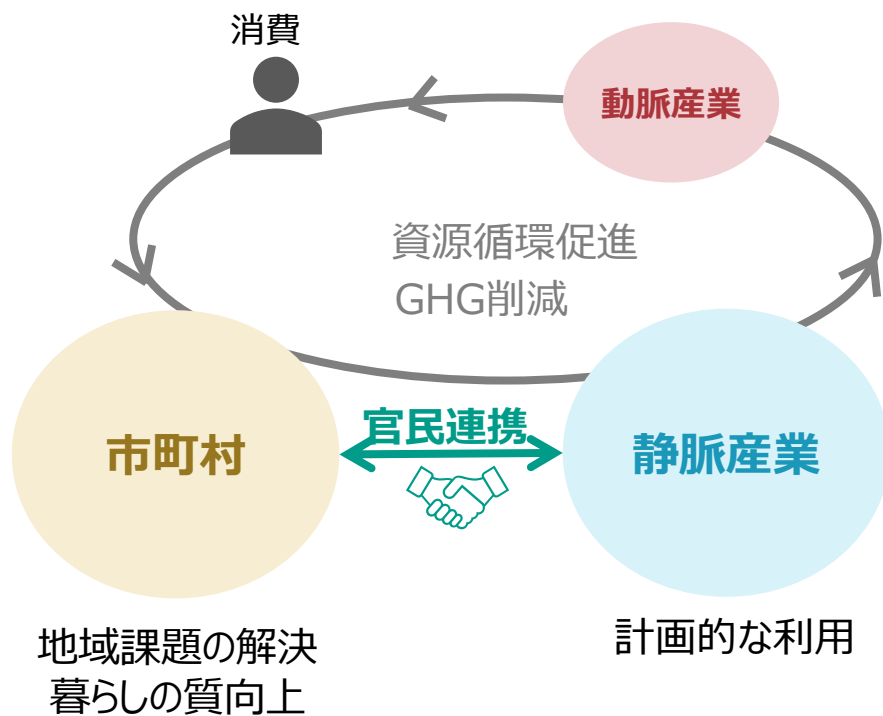 消費
動脈産業
資源循環促進
GHG削減
官民連携
市町村
静脈産業
地域課題の解決
暮らしの質向上
計画的な利用